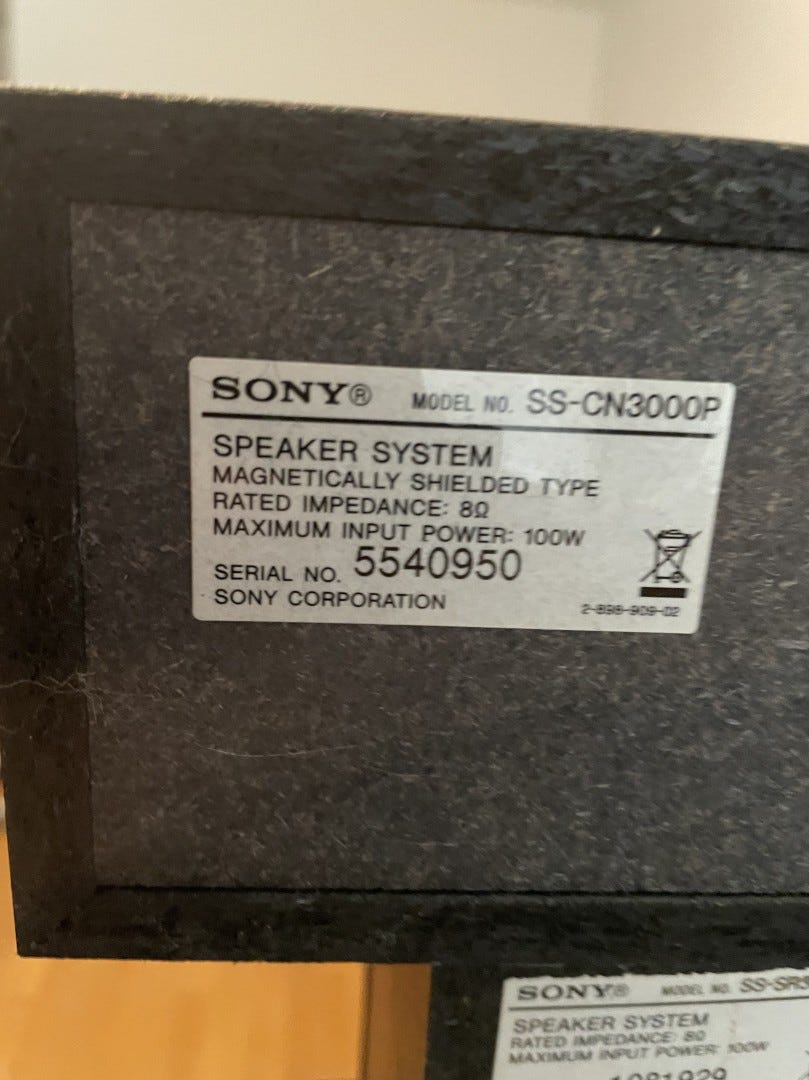 SONY® MODEL NO. SS-CN3000P
SPEAKER SYSTEM
MAGNETICALLY SHIELDED TYPE
RATED IMPEDANCE: 8Ω
MAXIMUM INPUT POWER: 100W
SERIAL NO. 5540950
SONY CORPORATION 2-898-909-02
SONY® MODEL NO.
SPEAKER SYSTEM
RATED IMPEDANCE: 8Ω
MAXIMUM INPUT POWER: 100W